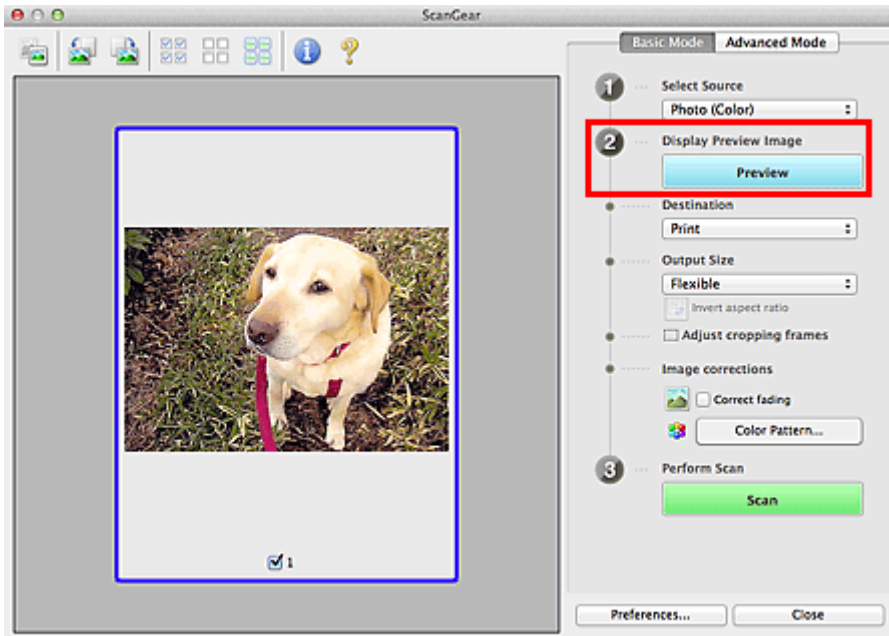 ScanGear
Basic Mode Advanced Mode
1 Select Source
Photo (Color)
2 Display Preview Image
Preview
Destination
Print
Output Size
Flexible
Invert aspect ratio
Adjust cropping frames
Image corrections
Correct fading
Color Pattern...
3 Perform Scan
Scan
1
Preferences... Close